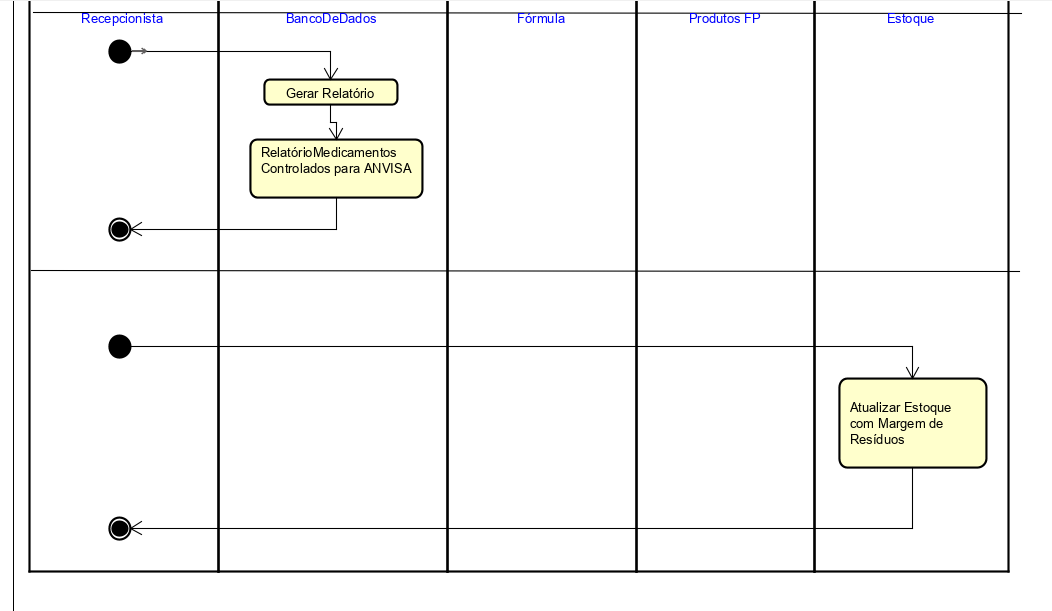 Recepcionista
BancoDeDados
Fórmula
Produtos FP
Estoque
Gerar Relatório
RelatórioMedicamentos
Controlados para ANVISA
Atualizar Estoque
com Margem de
Resíduos